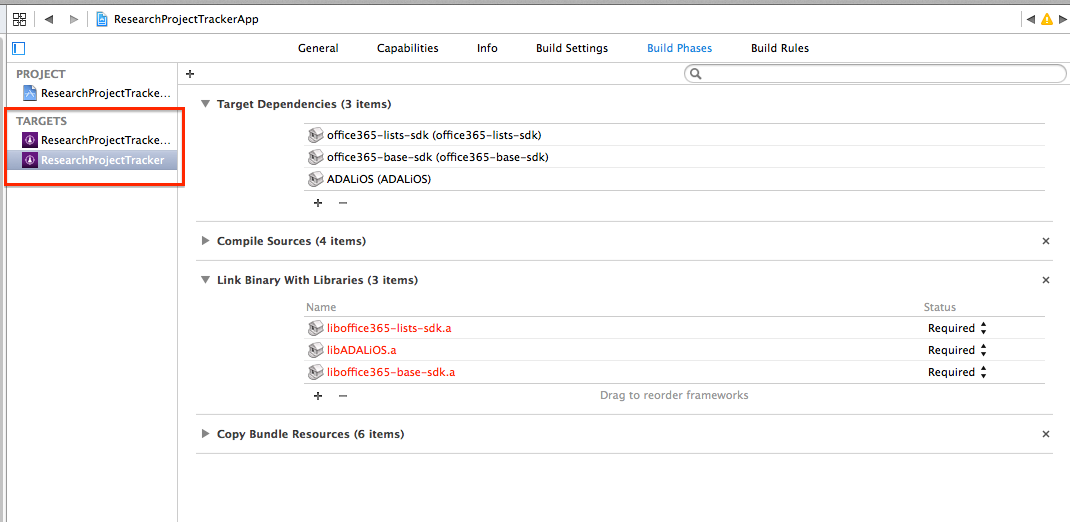 ResearchProjectTrackerApp
General Capabilities Info Build Settings Build Phases Build Rules
PROJECT
ResearchProjectTracke...
TARGETS
ResearchProjectTracke...
ResearchProjectTracker
Target Dependencies (3 items)
office365-lists-sdk (office365-lists-sdk)
office365-base-sdk (office365-base-sdk)
ADALiOS (ADALiOS)
Compile Sources (4 items)
Link Binary With Libraries (3 items)
Name Status
liboffice365-lists-sdk.a Required
libADALiOS.a Required
liboffice365-base-sdk.a Required
Drag to reorder frameworks
Copy Bundle Resources (6 items)